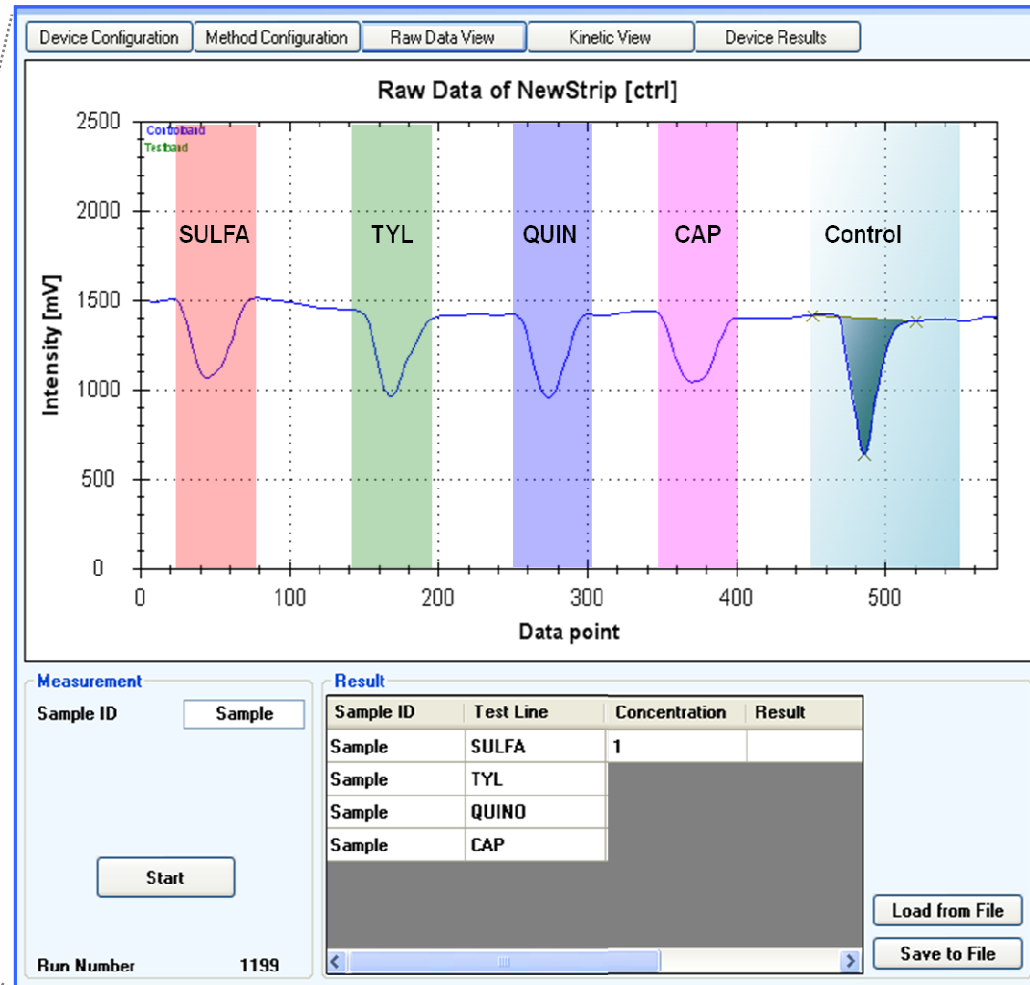 Device Configuration Method Configuration Raw Data View Kinetic View Device Results
Raw Data of NewStrip [ctrl]
Controlband
Testband
2500
2000
1500
1000
500
0
Intensity [mV]
SULFA TYL QUIN CAP Control
0 100 200 300 400 500
Data point
Measurement
Sample ID Sample
Start
Run Number 1199
Result
Sample ID Test Line Concentration Result
Sample SULFA 1
Sample TYL
Sample QUINO
Sample CAP
Load from File
Save to File